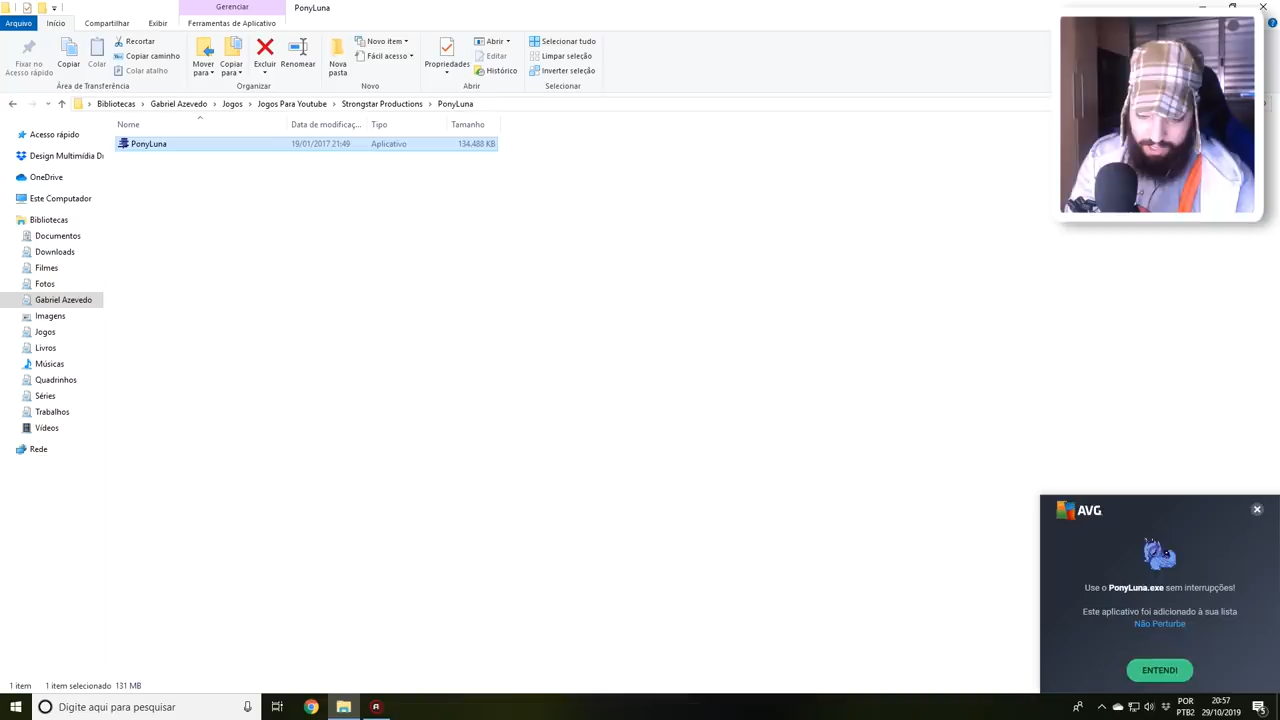 Gerenciar
PonyLuna
Arquivo
Início
Compartilhar
Exibir
Ferramentas de Aplicativo
Fixar no
Acesso rápido
Copiar
Colar
Recortar
Copiar caminho
Colar atalho
Área de Transferência
Mover
para
Copiar
para
Excluir
Renomear
Organizar
Nova
pasta
Novo item
Fácil acesso
Novo
Propriedades
Abrir
Editar
Histórico
Abrir
Selecionar tudo
Limpar seleção
Inverter seleção
Selecionar
Bibliotecas
Gabriel Azevedo
Jogos
Jogos Para Youtube
Strongstar Productions
PonyLuna
Nome
Data de modificaç...
Tipo
Tamanho
PonyLuna
19/01/2017 21:49
Aplicativo
134.488 KB
Acesso rápido
Design Multimídia D
OneDrive
Este Computador
Bibliotecas
Documentos
Downloads
Filmes
Fotos
Gabriel Azevedo
Imagens
Jogos
Livros
Músicas
Quadrinhos
Séries
Trabalhos
Vídeos
Rede
AVG
Use o PonyLuna.exe sem interrupções!
Este aplicativo foi adicionado à sua lista
Não Perturbe
ENTENDI
1 item
1 item selecionado 131 MB
Digite aqui para pesquisar
POR
PTB2
20:57
29/10/2019
5